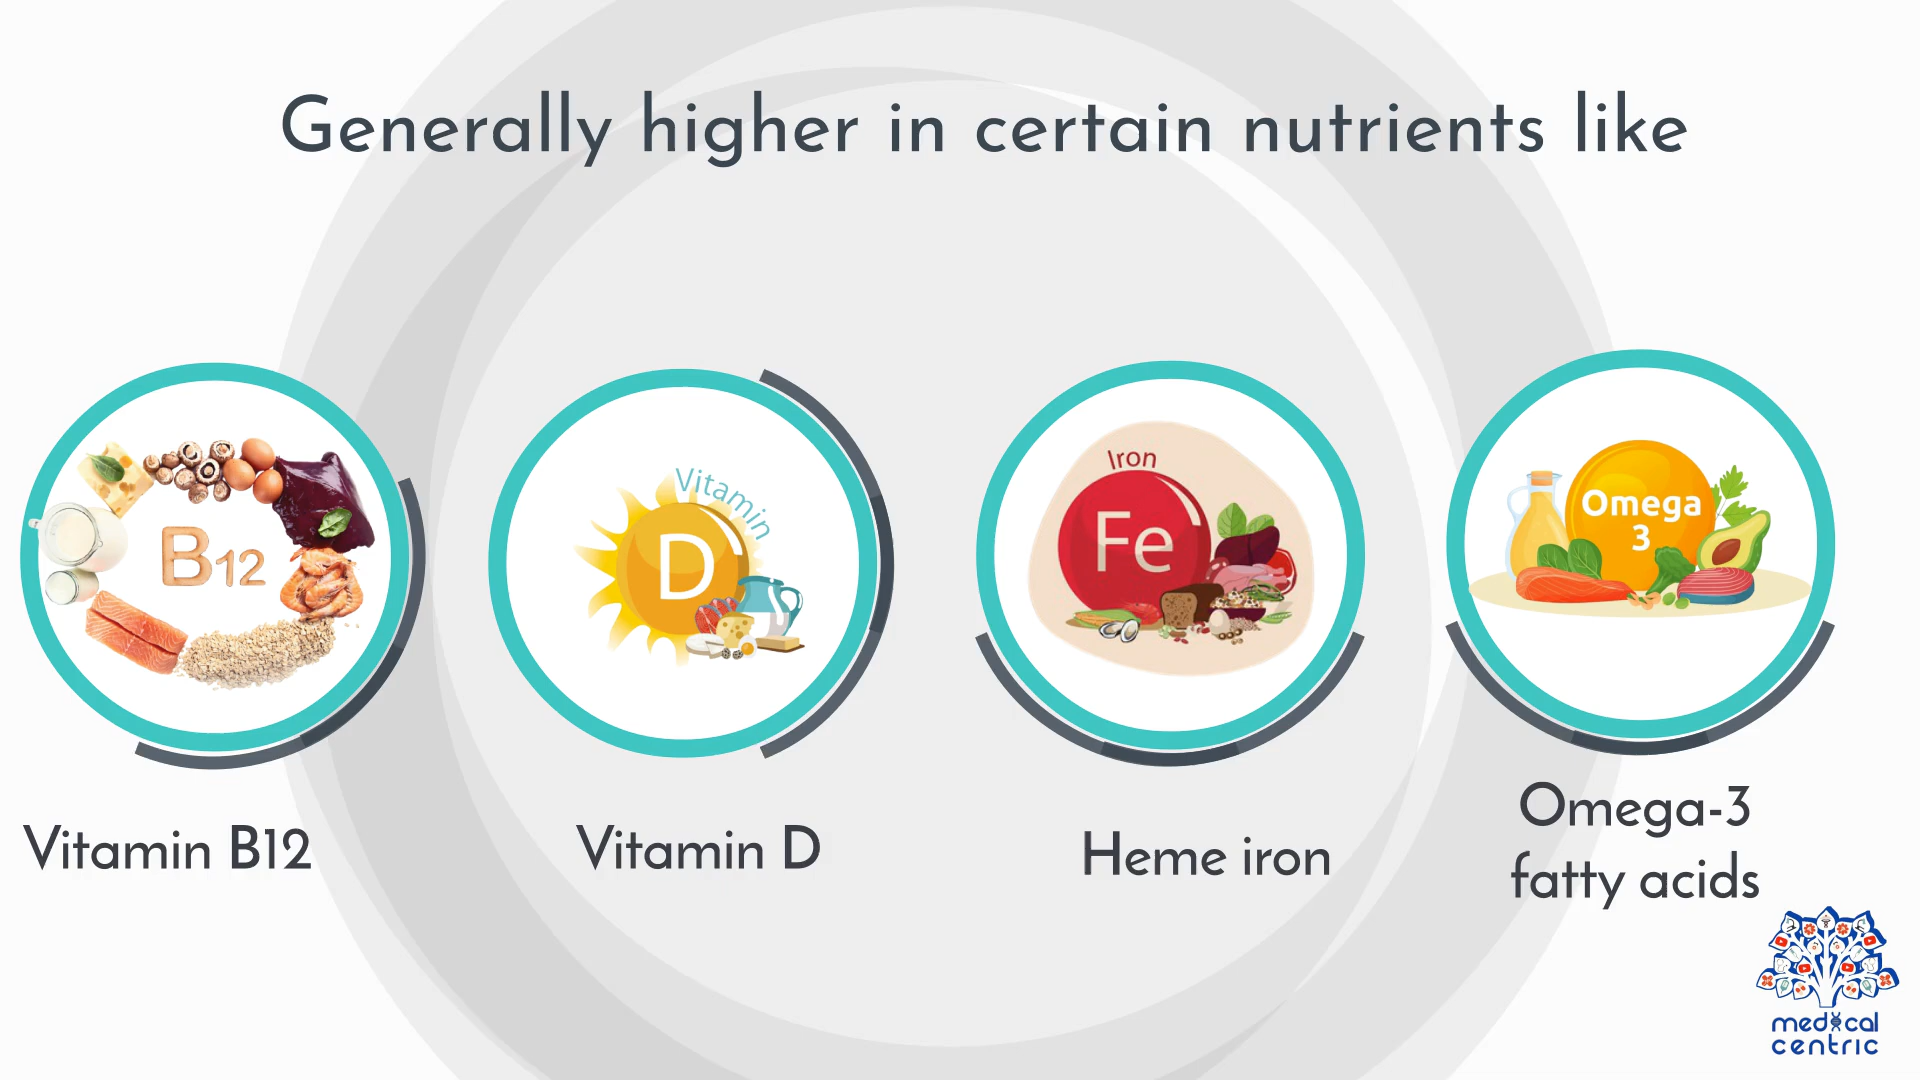 Generally higher in certain nutrients like
B12
Vitamin
D
Iron
Fe
Omega
3
Vitamin B12
Vitamin D
Heme iron
Omega-3
fatty acids
medical
centric